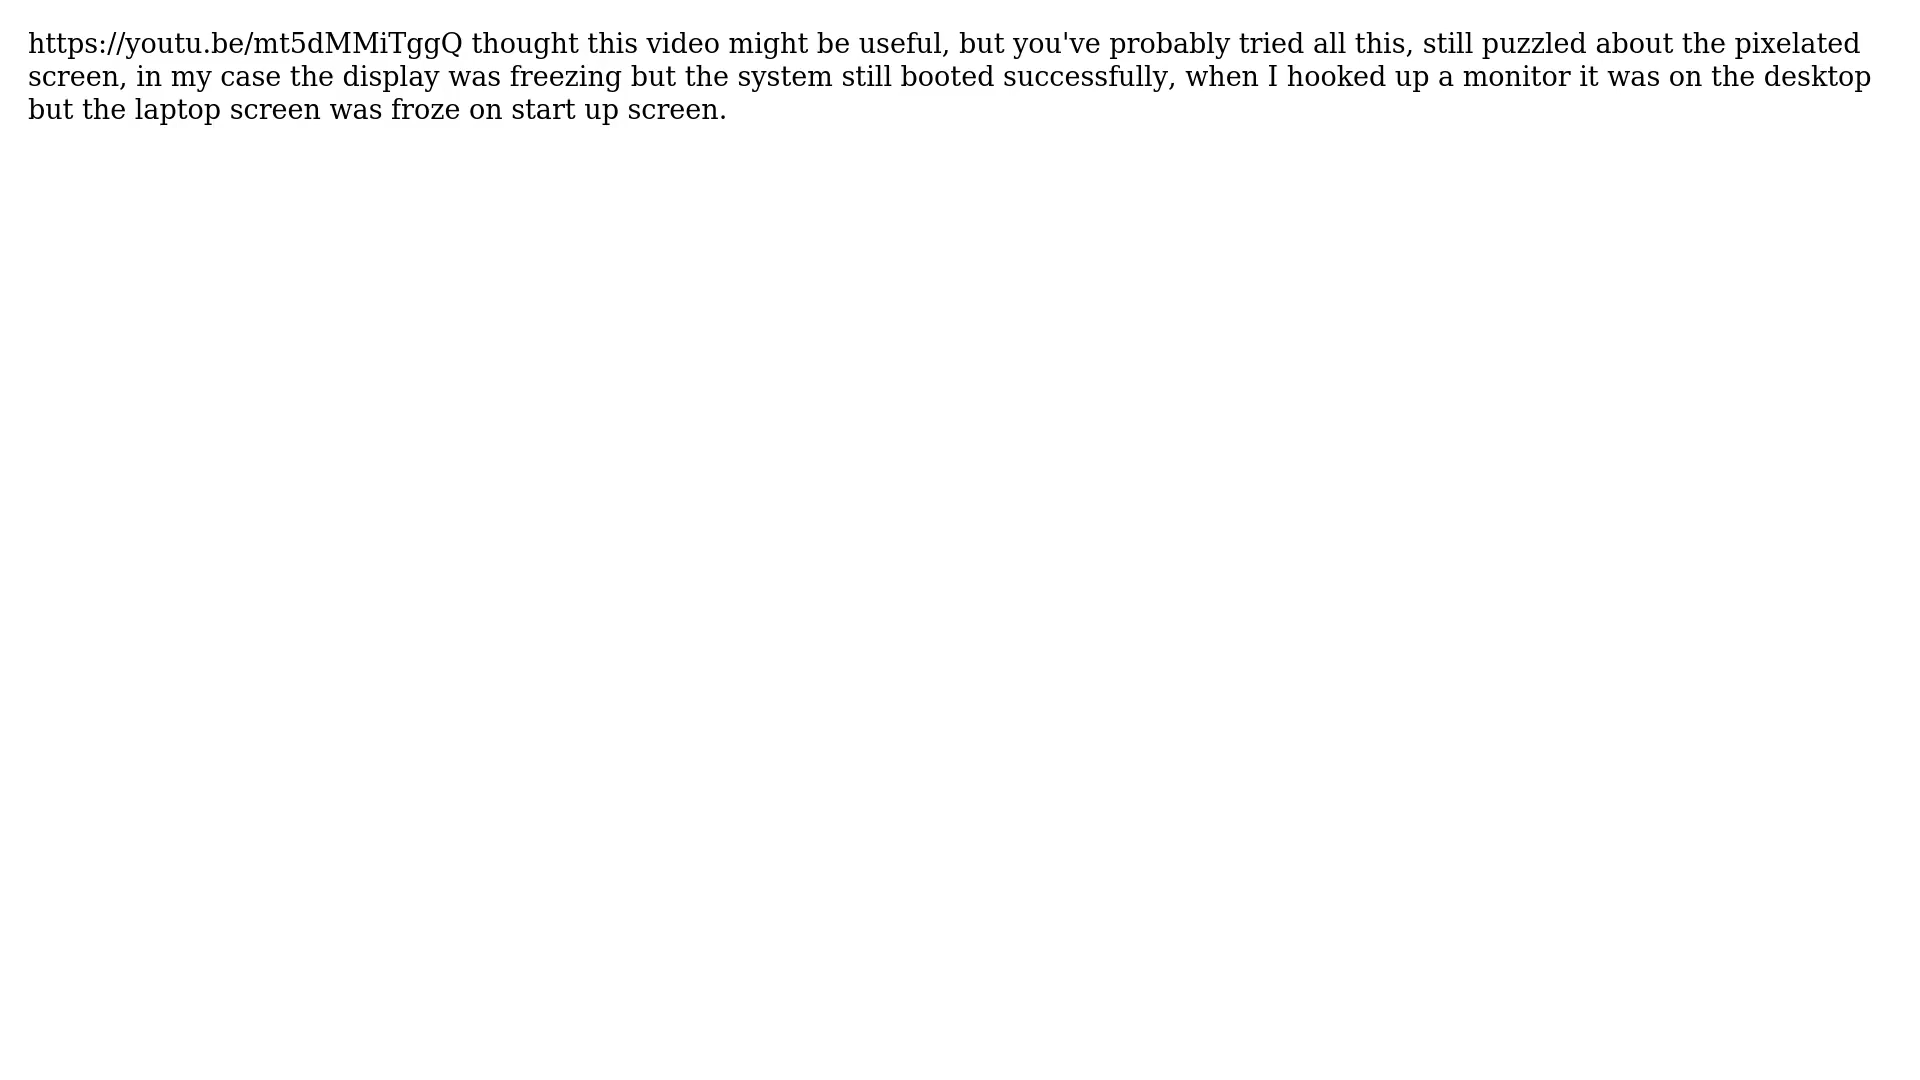 https://youtu.be/mt5dMMiTggQ thought this video might be useful, but you've probably tried all this, still puzzled about the pixelated
screen, in my case the display was freezing but the system still booted successfully, when I hooked up a monitor it was on the desktop
but the laptop screen was froze on start up screen.